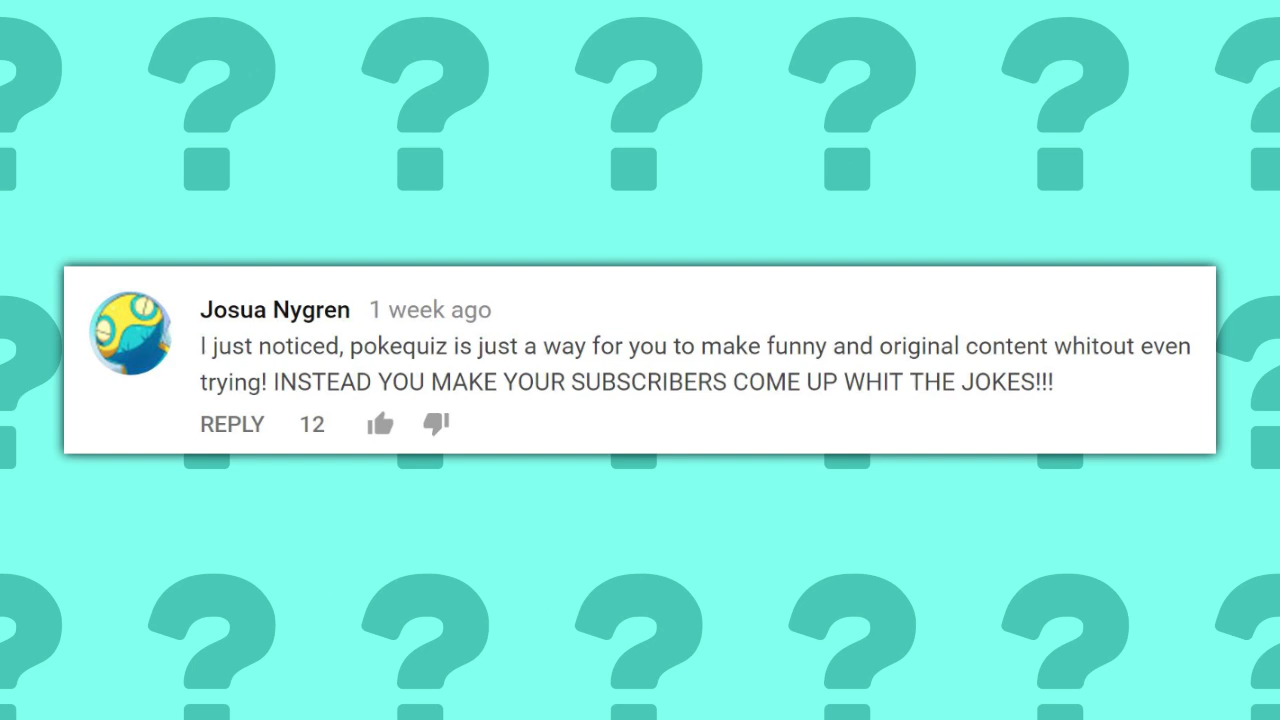 Josua Nygren 1 week ago
I just noticed, pokequiz is just a way for you to make funny and original content whitout even
trying! INSTEAD YOU MAKE YOUR SUBSCRIBERS COME UP WHIT THE JOKES!!!
REPLY 12